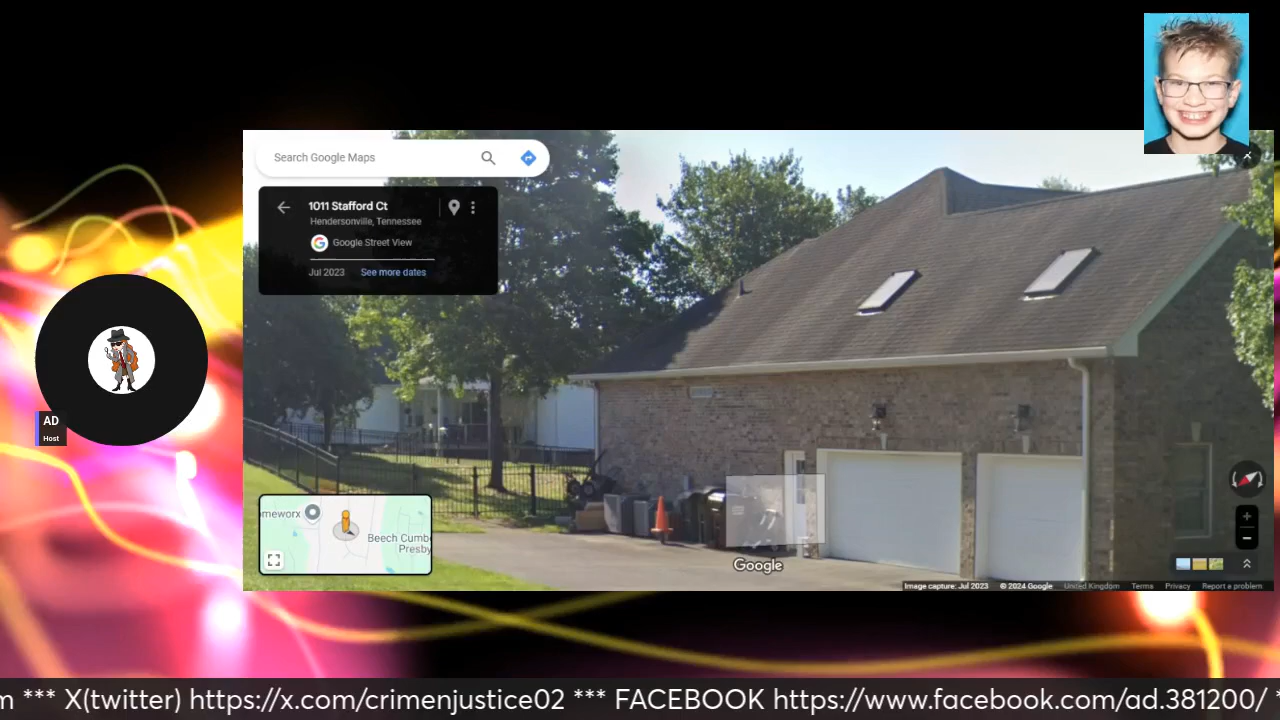 Search Google Maps
1011 Stafford Ct
Hendersonville, Tennessee
Google Street View
Jul 2023 See more dates
AD
Host
meworx
Beech Cumb
Presby
Google
Image capture: Jul 2023 © 2024 Google United Kingdom Terms Privacy Report a problem
m *** X(twitter) https://x.com/crimenjustice02 *** FACEBOOK https://www.facebook.com/ad.381200/ *